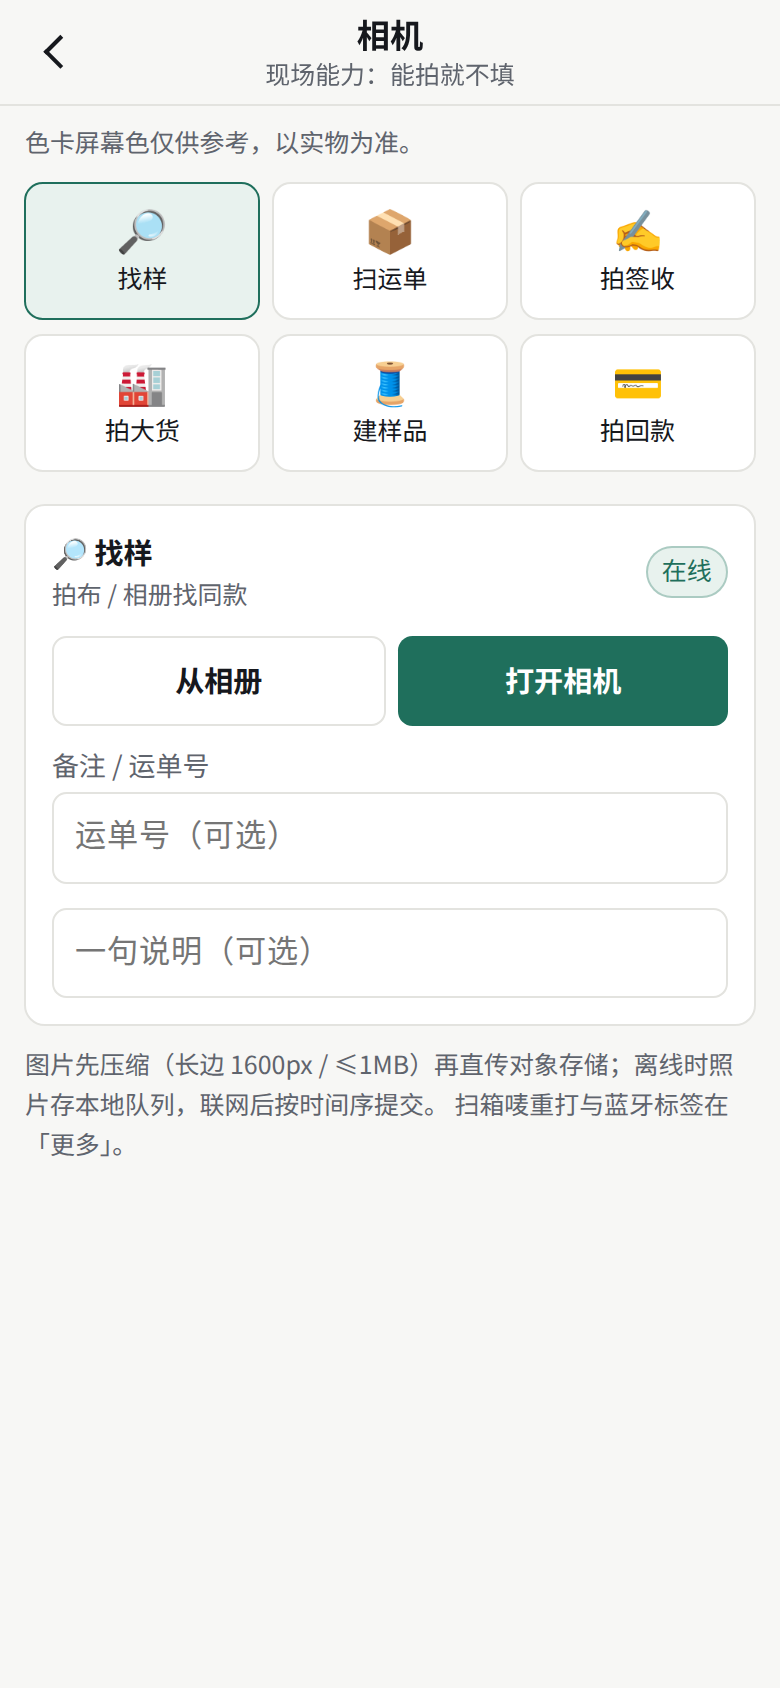 相机
现场能力：能拍就不填
色卡屏幕色仅供参考，以实物为准。
找样
扫运单
拍签收
拍大货
建样品
拍回款
找样
拍布 / 相册找同款
在线
从相册
打开相机
备注 / 运单号
运单号（可选）
一句说明（可选）
图片先压缩（长边 1600px / ≤1MB）再直传对象存储；离线时照
片存本地队列，联网后按时间序提交。 扫箱唛重打与蓝牙标签在
「更多」。